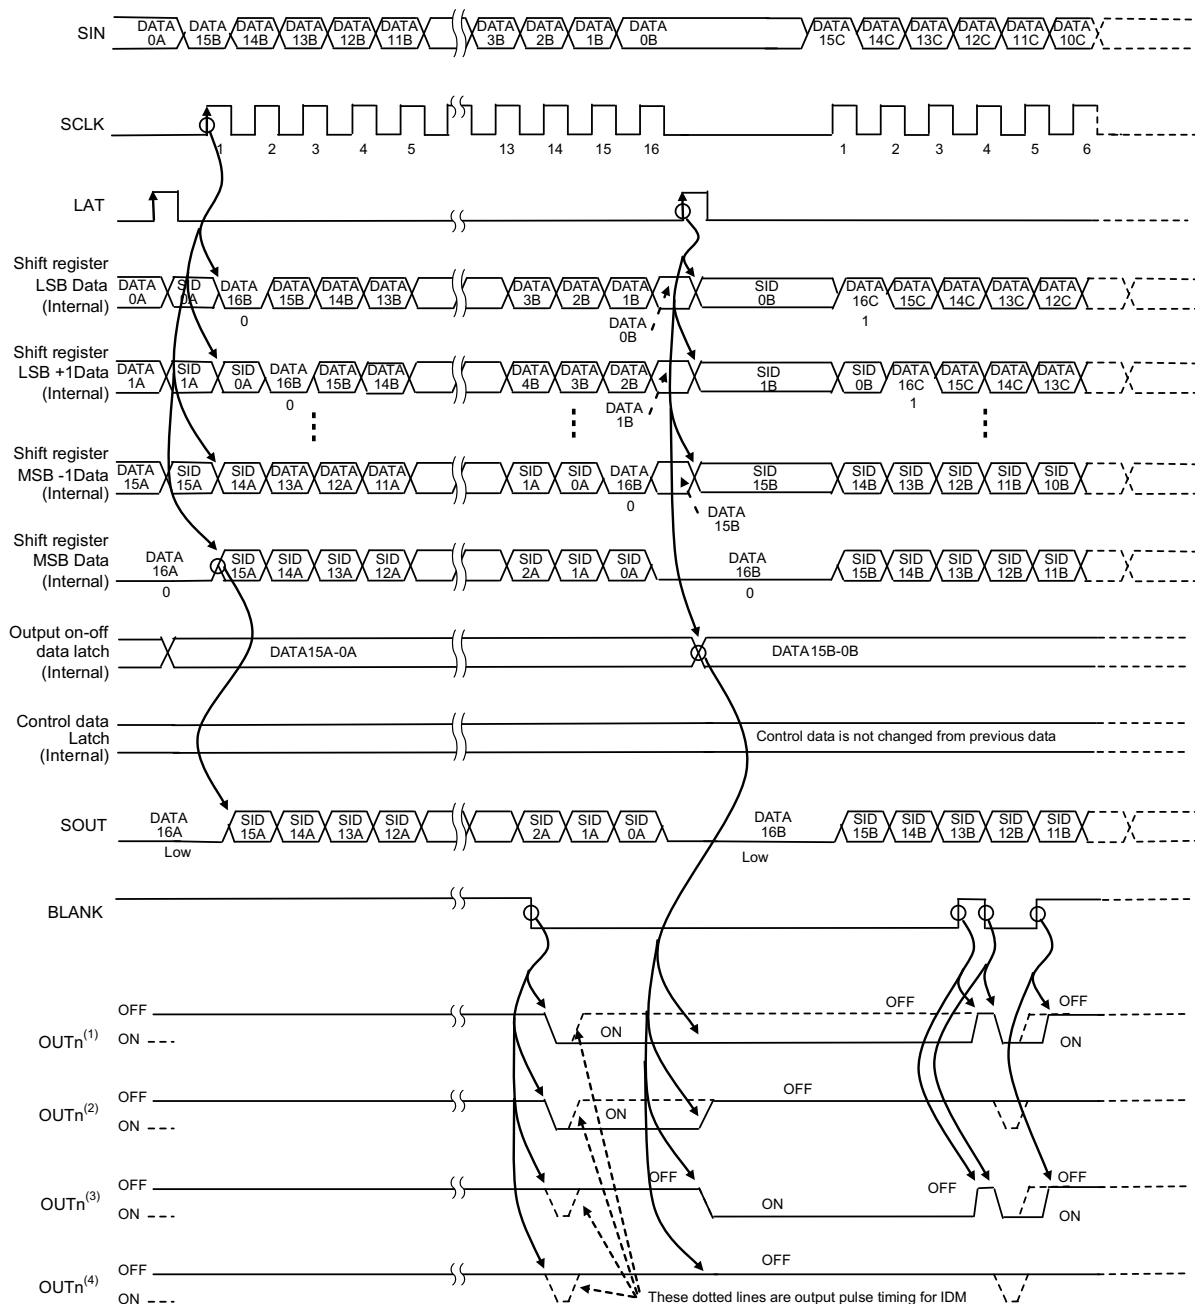 SIN DATA 0A DATA 15B DATA 14B DATA 13B DATA 12B DATA 11B DATA 3B DATA 2B DATA 1B DATA 0B DATA 15C DATA 14C DATA 13C DATA 12C DATA 11C DATA 10C
SCLK
1 2 3 4 5 13 14 15 16 1 2 3 4 5 6
LAT
Shift register
LSB Data
(Internal)
DATA 0A SID 0A DATA 16B DATA 15B DATA 14B DATA 13B DATA 3B DATA 2B DATA 1B SID 0B DATA 16C DATA 15C DATA 14C DATA 13C DATA 12C
0 DATA 0B 1
Shift register
LSB +1Data
(Internal)
DATA 1A SID 1A SID 0A DATA 16B DATA 15B DATA 14B DATA 4B DATA 3B DATA 2B SID 1B SID 0B DATA 16C DATA 15C DATA 14C DATA 13C
0 DATA 1B 1
Shift register
MSB -1Data
(Internal)
DATA 15A SID 15A SID 14A DATA 13A DATA 12A DATA 11A SID 1A SID 0A DATA 16B SID 15B SID 14B SID 13B SID 12B SID 11B SID 10B
0 DATA 15B
Shift register
MSB Data
(Internal)
DATA 16A SID 15A SID 14A SID 13A SID 12A SID 2A SID 1A SID 0A DATA 16B SID 15B SID 14B SID 13B SID 12B SID 11B
0 0
Output on-off
data latch
(Internal)
DATA15A-0A DATA15B-0B
Control data
Latch
(Internal)
Control data is not changed from previous data
SOUT DATA 16A SID 15A SID 14A SID 13A SID 12A SID 2A SID 1A SID 0A DATA 16B SID 15B SID 14B SID 13B SID 12B SID 11B
Low Low
BLANK
OFF OFF OFF
OUTn(1) ON ON ON
OFF OFF
OUTn(2) ON ON
OFF OFF OFF OFF
OUTn(3) ON ON ON
OFF OFF
OUTn(4) ON
These dotted lines are output pulse timing for IDM